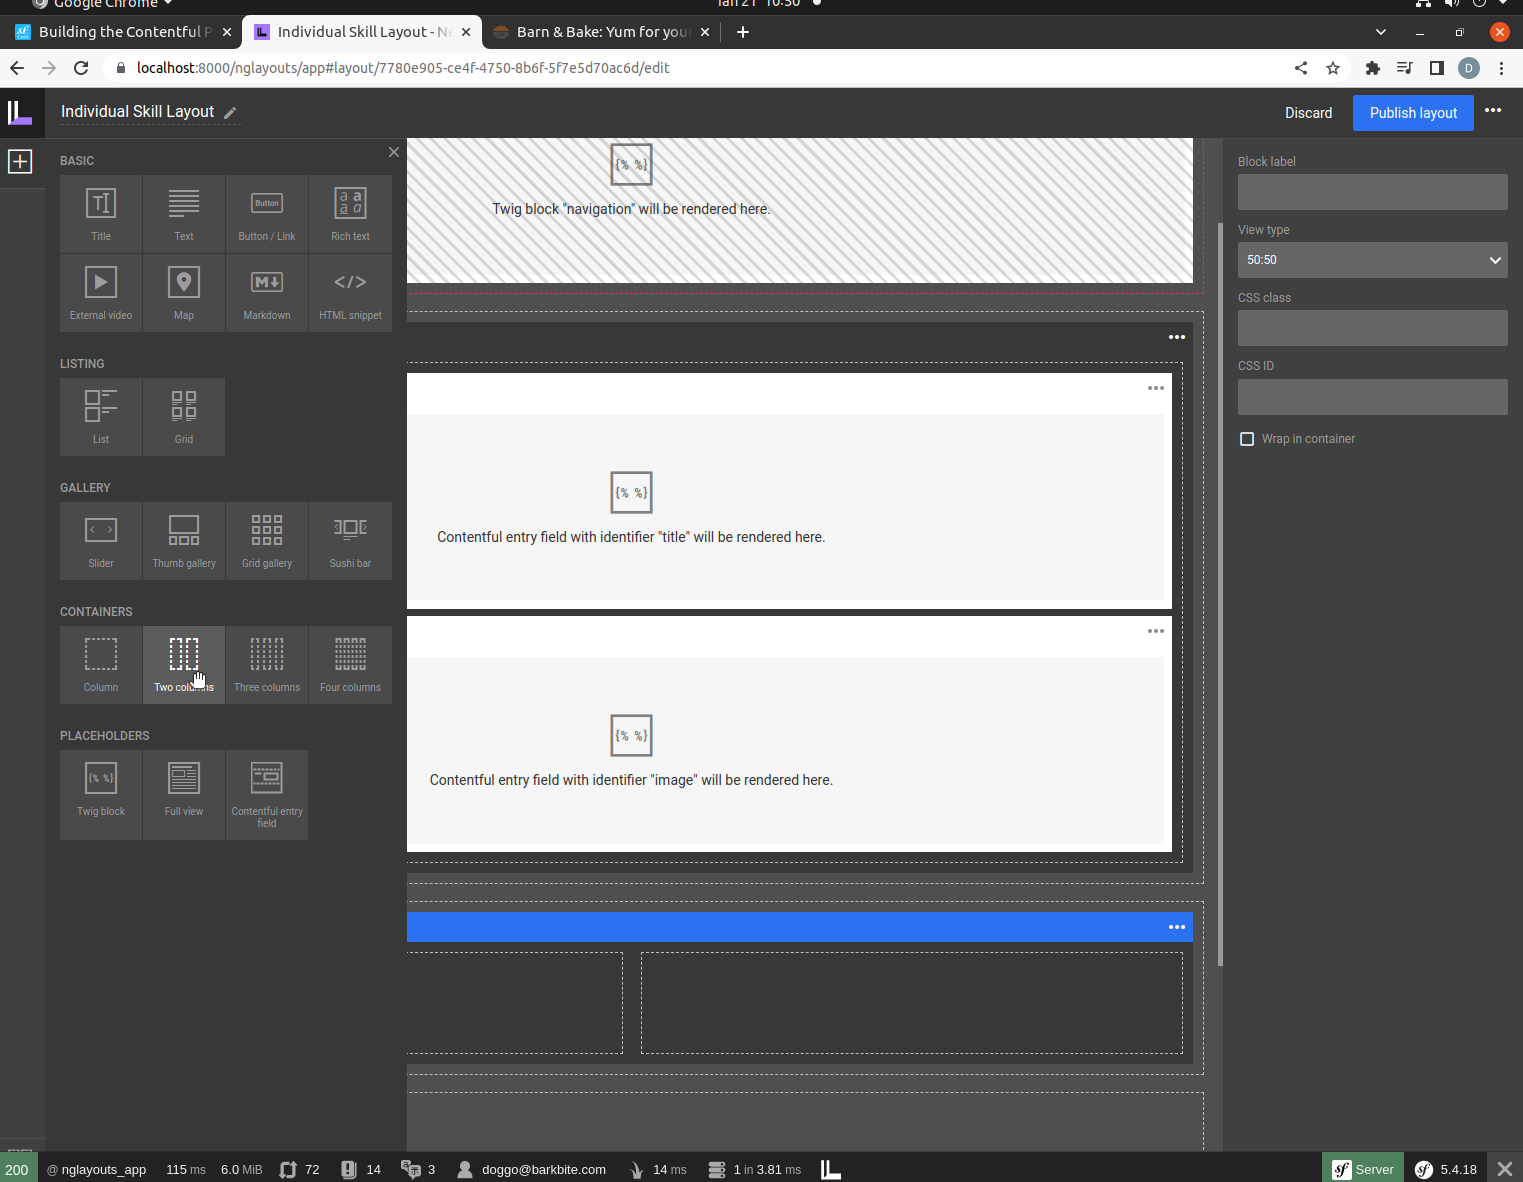 Google Chrome
Jan 21 10:50
Building the Contentful P
Individual Skill Layout - Ne
Barn & Bake: Yum for you
localhost:8000/nglayouts/app#layout/7780e905-ce4f-4750-8b6f-5f7e5d70ac6d/edit
D
Individual Skill Layout
Discard
Publish layout
BASIC
Title
Text
Button
Button / Link
Rich text
External video
Map
Markdown
HTML snippet
LISTING
List
Grid
GALLERY
Slider
Thumb gallery
Grid gallery
Sushi bar
CONTAINERS
Column
Two columns
Three columns
Four columns
PLACEHOLDERS
{% %}
Twig block
Full view
Contentful entry
field
{% %}
Twig block "navigation" will be rendered here.
{% %}
Contentful entry field with identifier "title" will be rendered here.
{% %}
Contentful entry field with identifier "image" will be rendered here.
Block label
View type
50:50
CSS class
CSS ID
Wrap in container
200 @ nglayouts_app 115 ms 6.0 MiB 72 14 3 doggo@barkbite.com 14 ms 1 in 3.81 ms Server 5.4.18